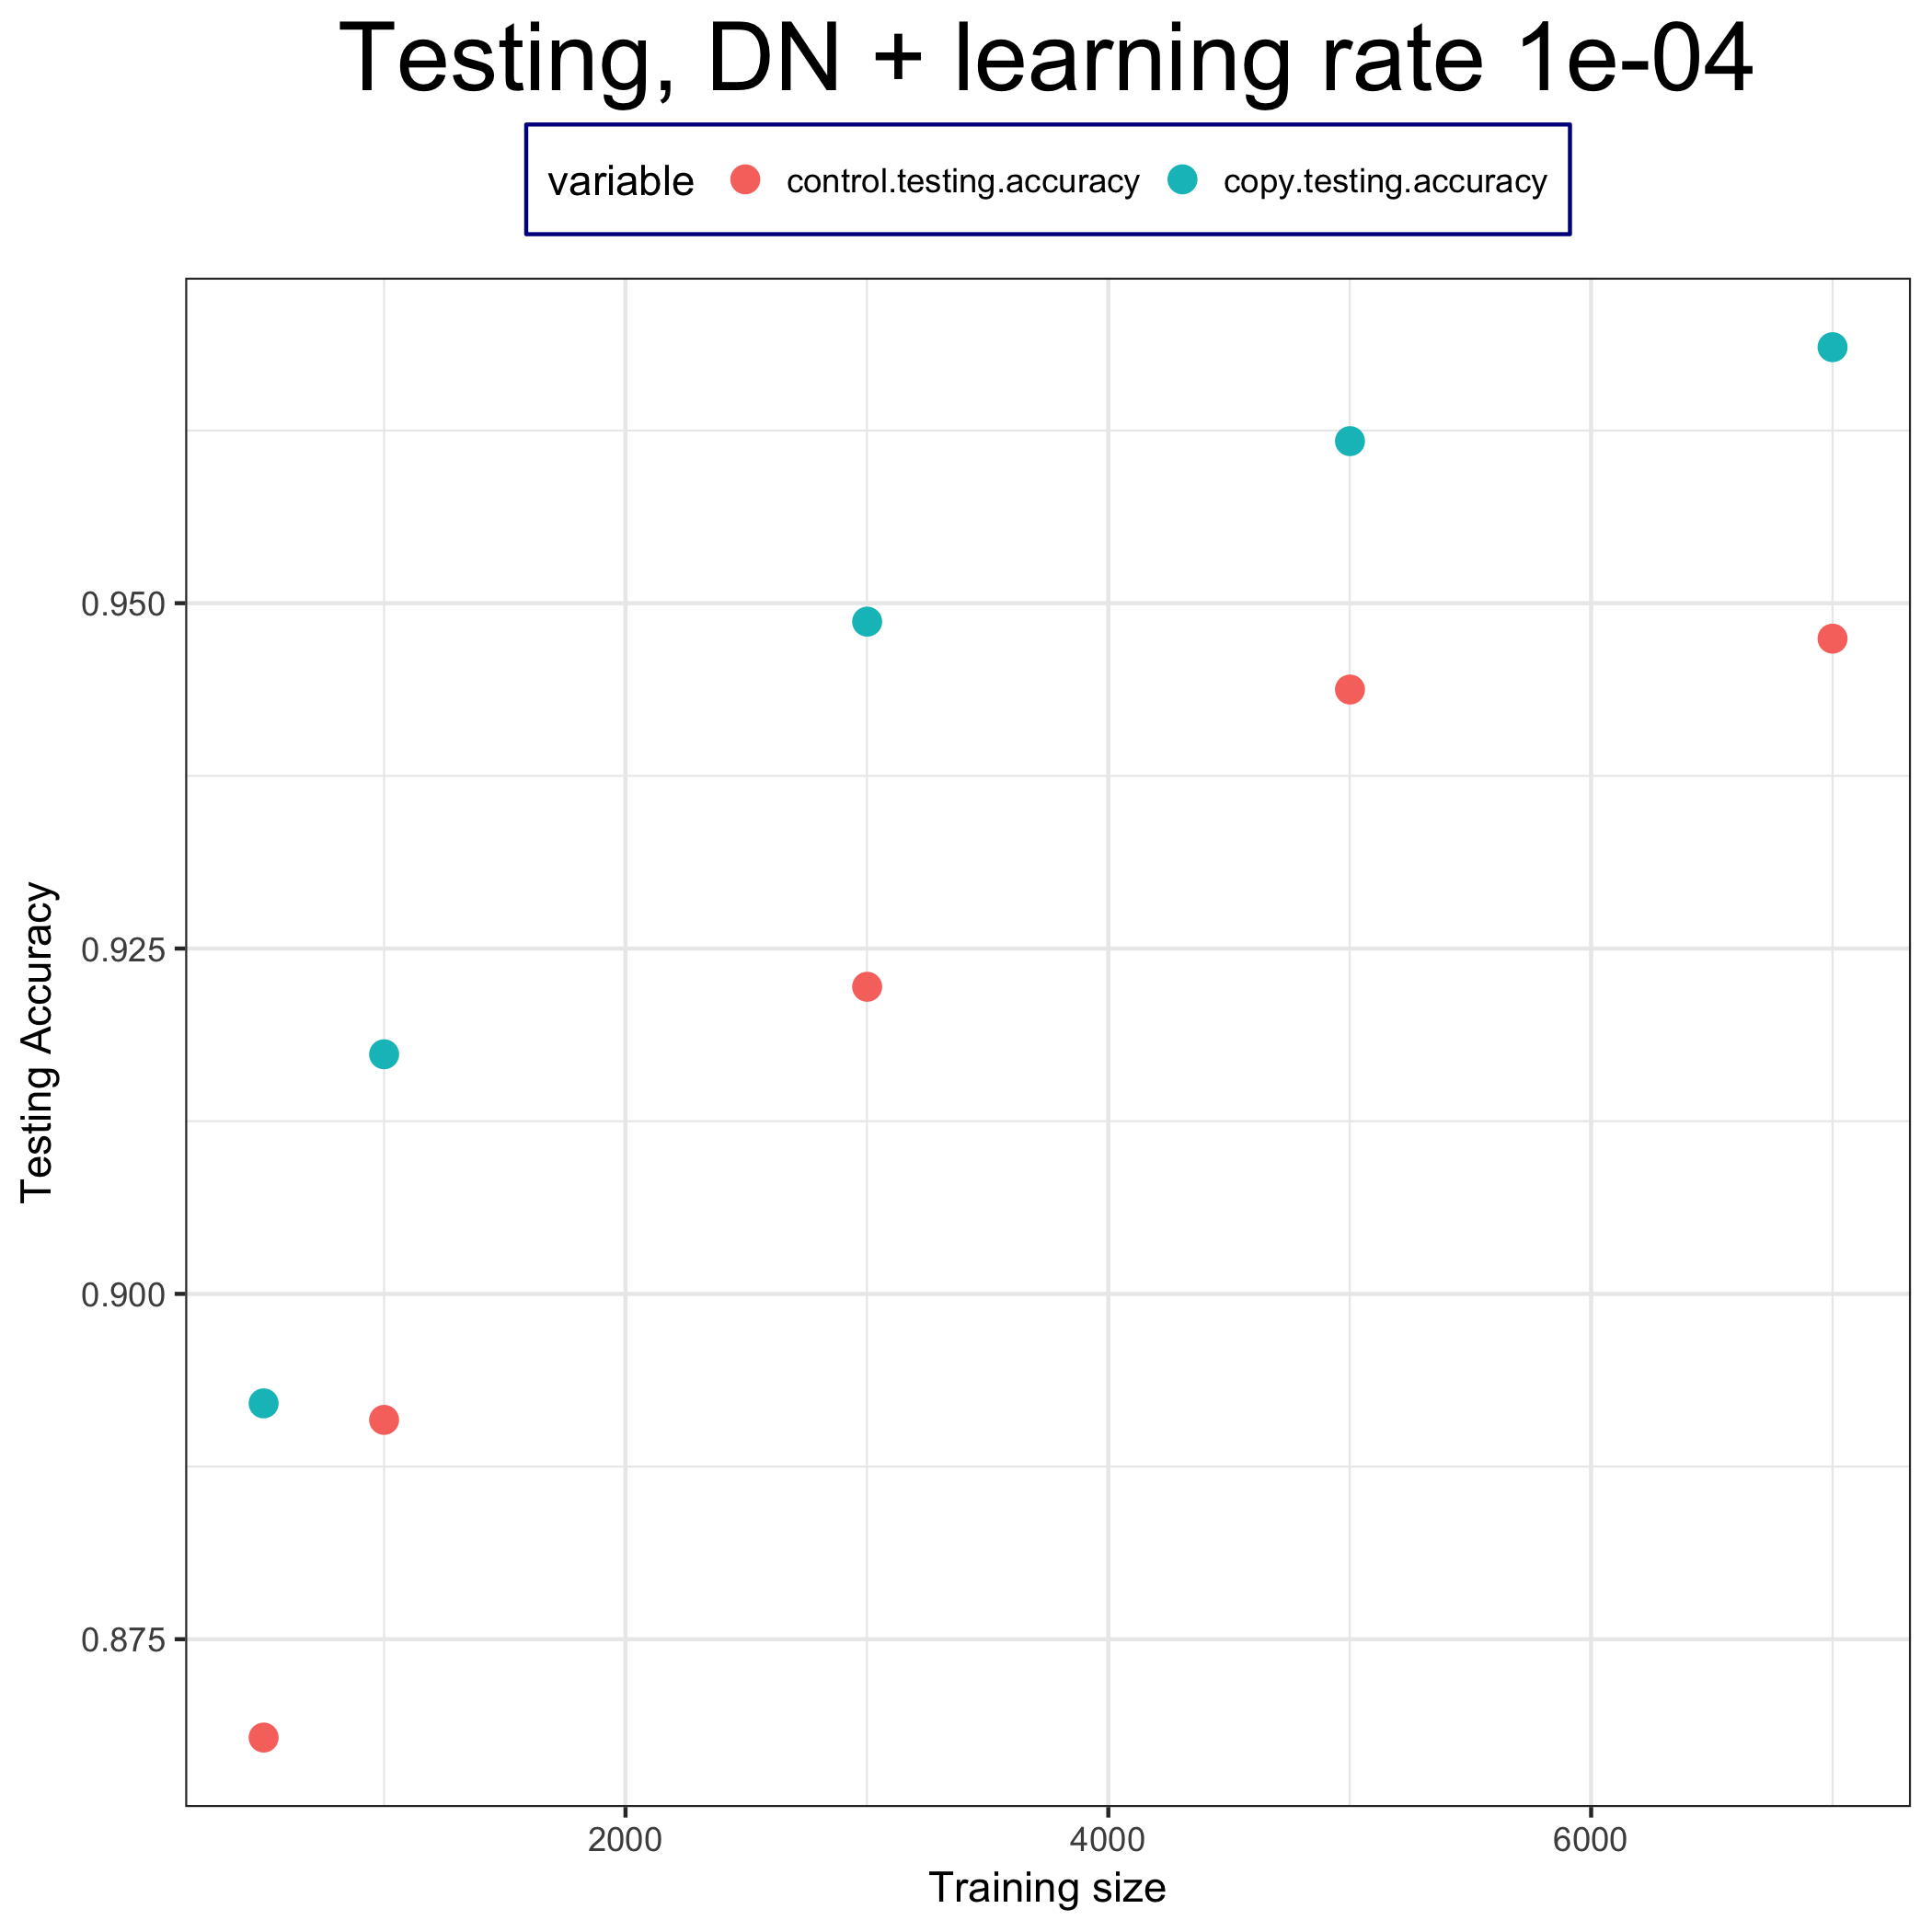 Testing, DN + learning rate 1e-04
variable control.testing.accuracy copy.testing.accuracy
Testing Accuracy
0.950
0.925
0.900
0.875
2000 4000 6000
Training size